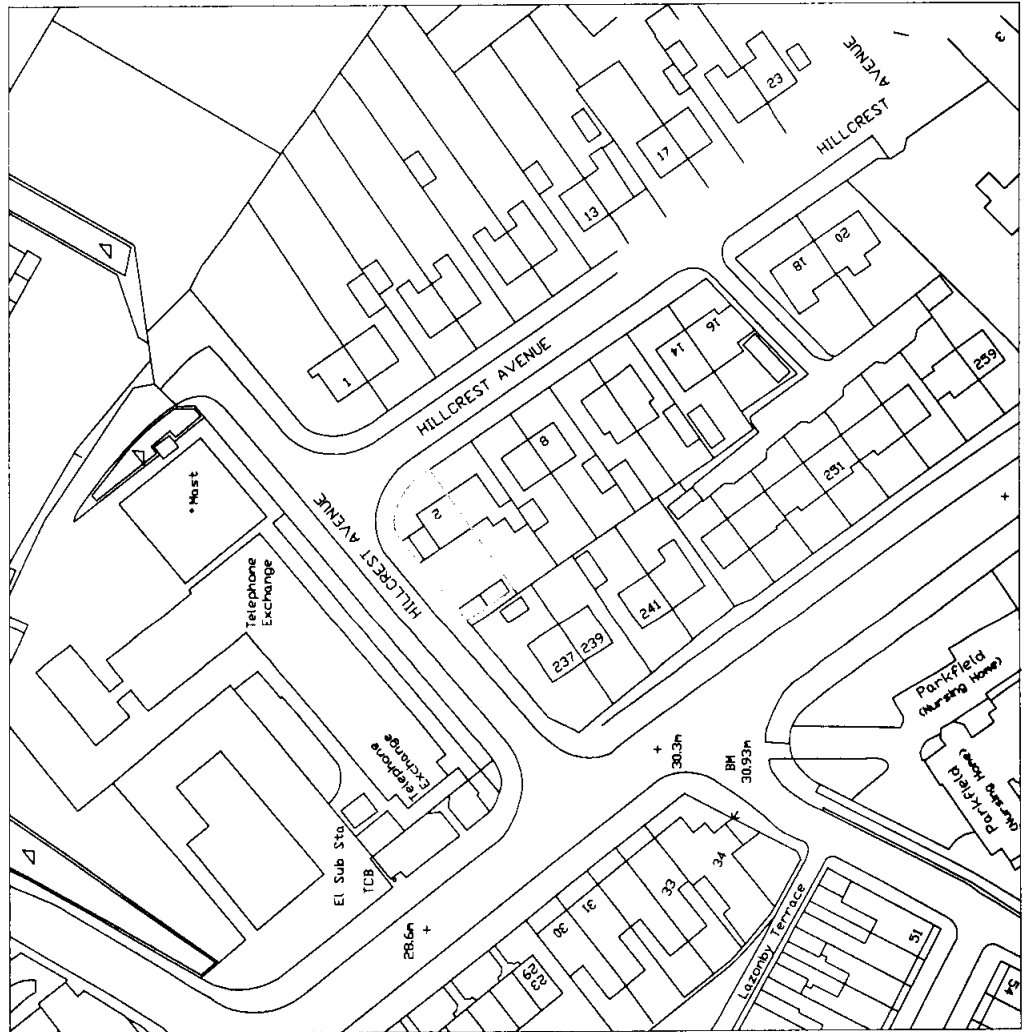 3
AVENUE
HILLCREST
23
17
13
20
18
HILLCREST AVENUE
16
14
1
8
2
259
251
Mast
HILLCREST AVENUE
Telephone
Exchange
241
239
237
Telephone
Exchange
El Sub Sta
TCB
30.3m
BM
30.93m
Parkfield
(Nursing Home)
Parkfield
(Nursing Home)
28.6m
34
33
31
30
29
Lazonby Terrace
51
54